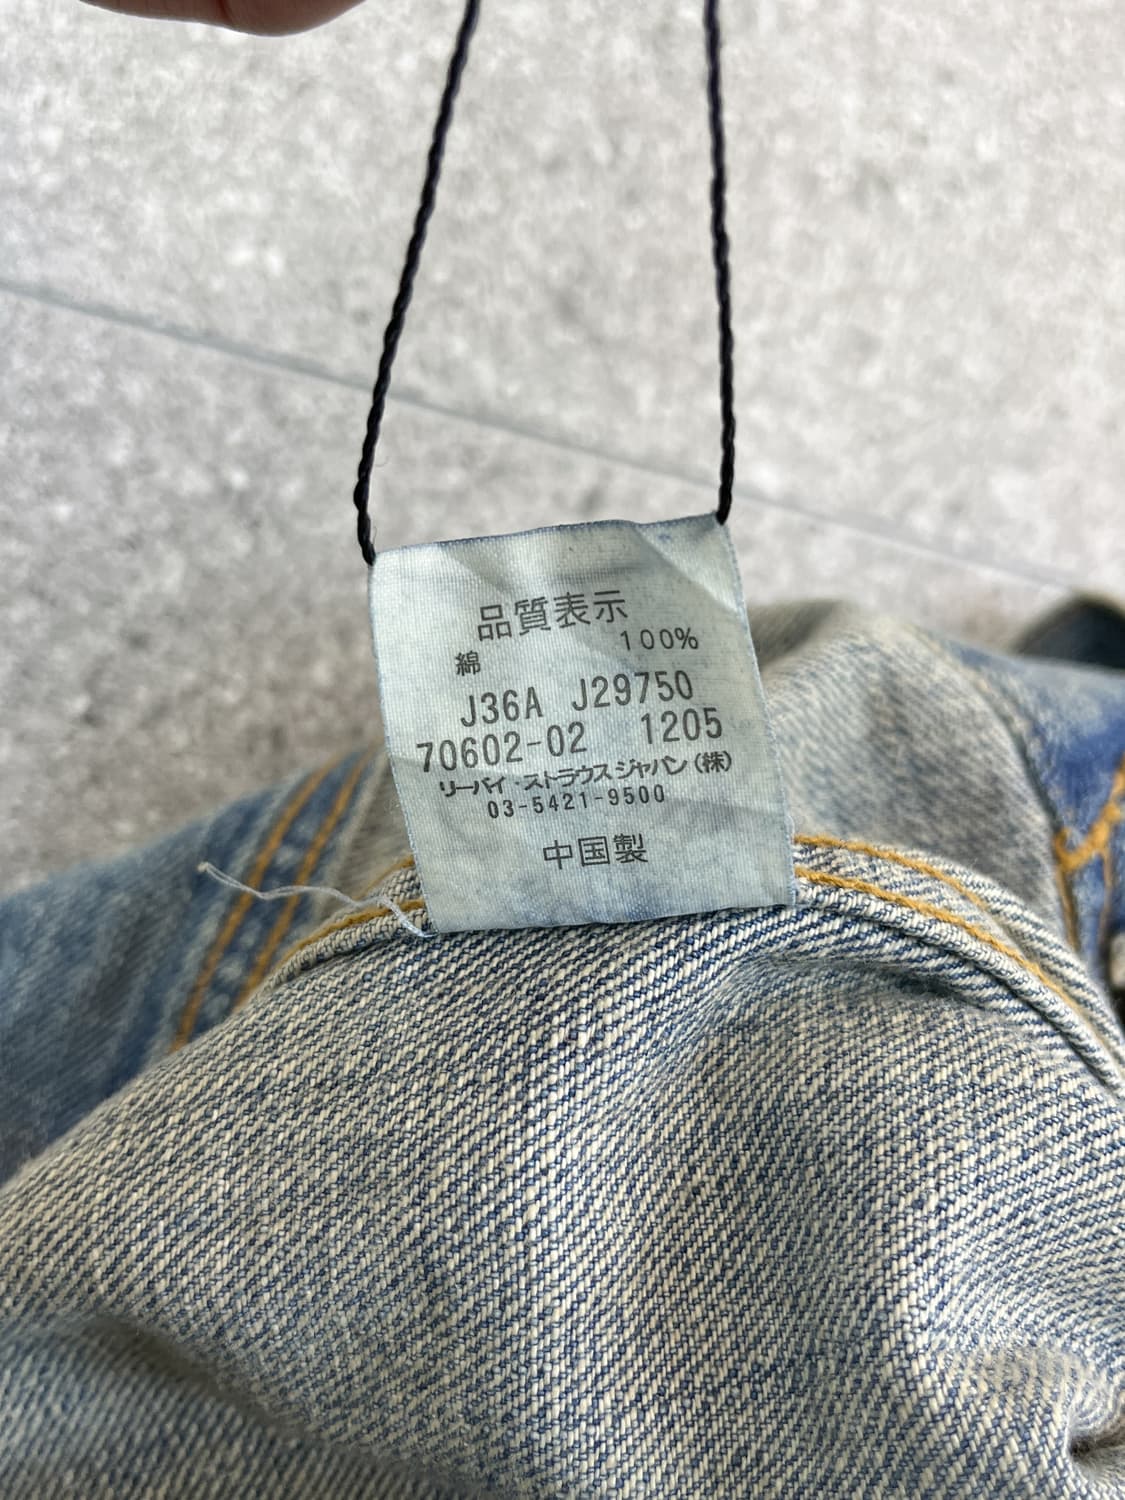 品質表示
綿 100%
J36A J29750
70602-02 1205
リーバイ・ストラウスジャパン(株)
03-5421-9500
中国製